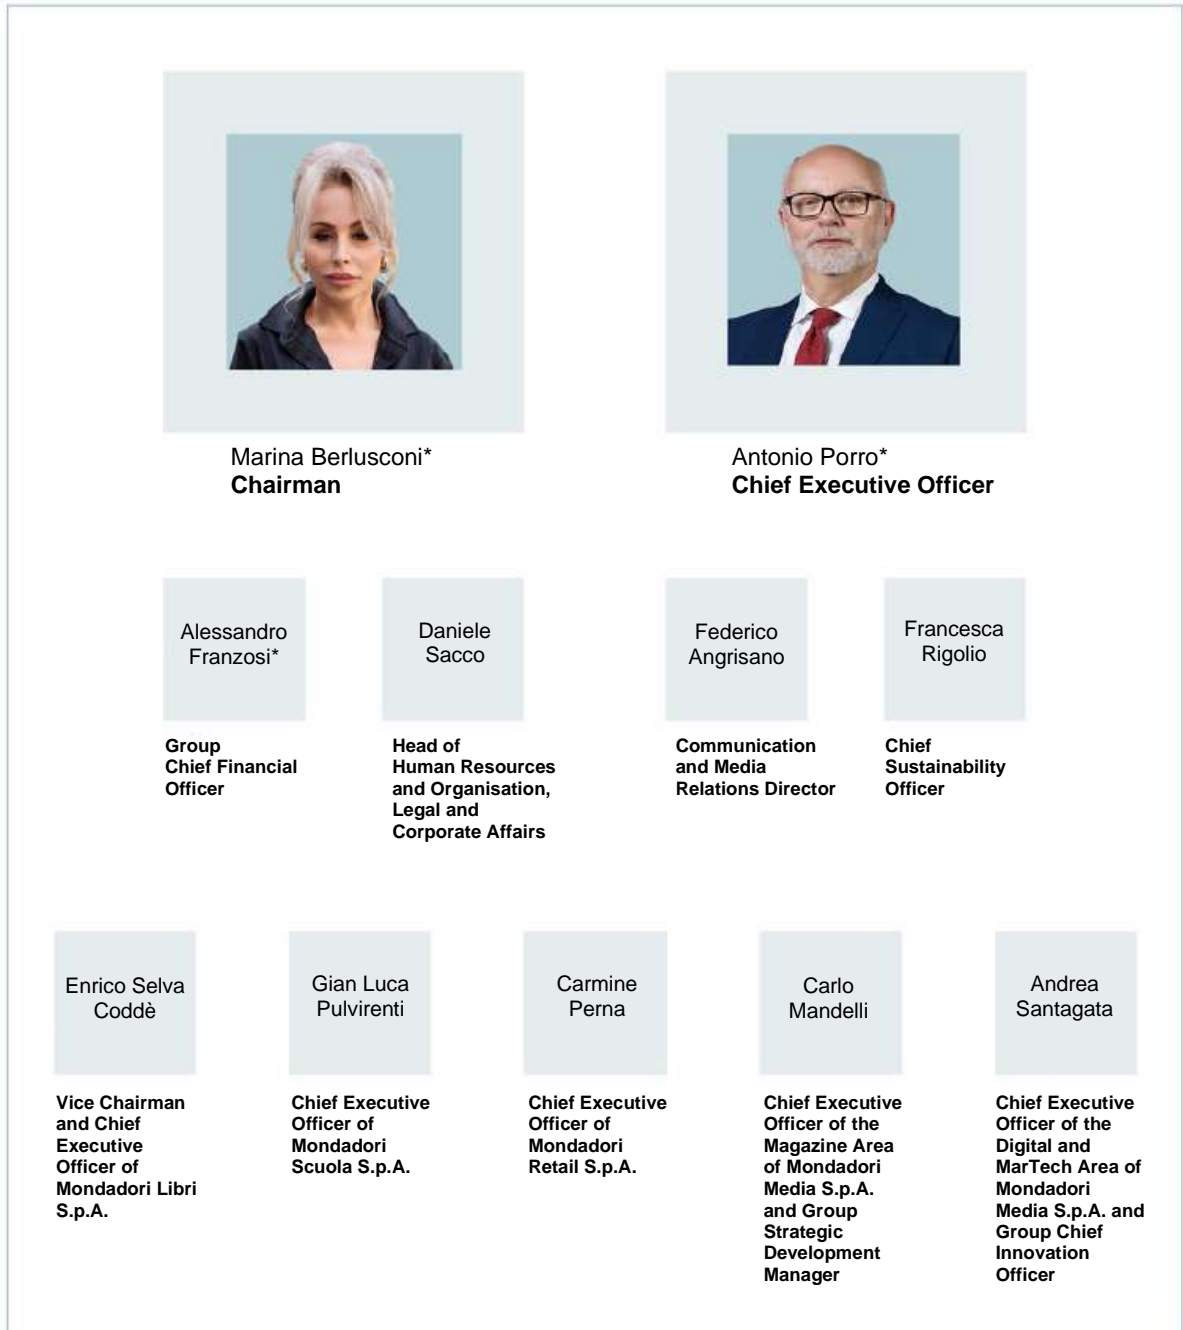 Marina Berlusconi*
Chairman
Antonio Porro*
Chief Executive Officer
Alessandro
Franzosi*
Group
Chief Financial
Officer
Daniele
Sacco
Head of
Human Resources
and Organisation,
Legal and
Corporate Affairs
Federico
Angrisano
Communication
and Media
Relations Director
Francesca
Rigolio
Chief
Sustainability
Officer
Enrico Selva
Coddè
Vice Chairman
and Chief
Executive
Officer of
Mondadori Libri
S.p.A.
Gian Luca
Pulvirenti
Chief Executive
Officer of
Mondadori
Scuola S.p.A.
Carmine
Perna
Chief Executive
Officer of
Mondadori
Retail S.p.A.
Carlo
Mandelli
Chief Executive
Officer of the
Magazine Area
of Mondadori
Media S.p.A.
and Group
Strategic
Development
Manager
Andrea
Santagata
Chief Executive
Officer of the
Digital and
MarTech Area of
Mondadori
Media S.p.A. and
Group Chief
Innovation
Officer